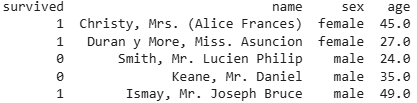 survived name sex age
1 Christy, Mrs. (Alice Frances) female 45.0
1 Duran y More, Miss. Asuncion female 27.0
0 Smith, Mr. Lucien Philip male 24.0
0 Keane, Mr. Daniel male 35.0
1 Ismay, Mr. Joseph Bruce male 49.0